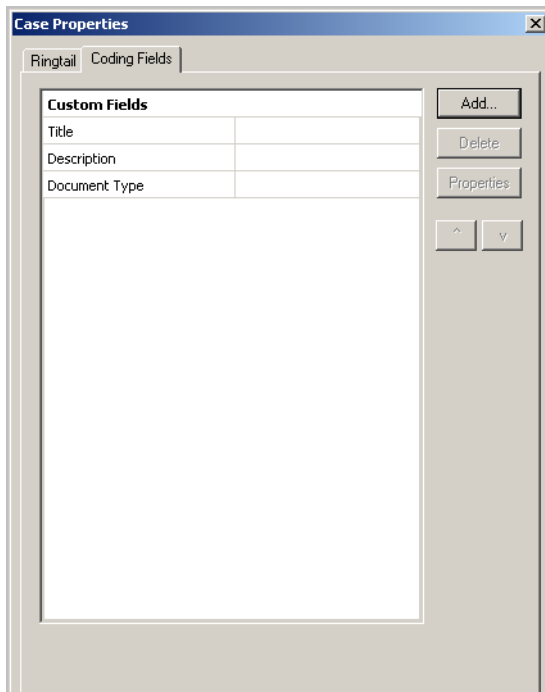 Case Properties
Ringtail Coding Fields
Custom Fields
Title
Description
Document Type
Add...
Delete
Properties
^ v